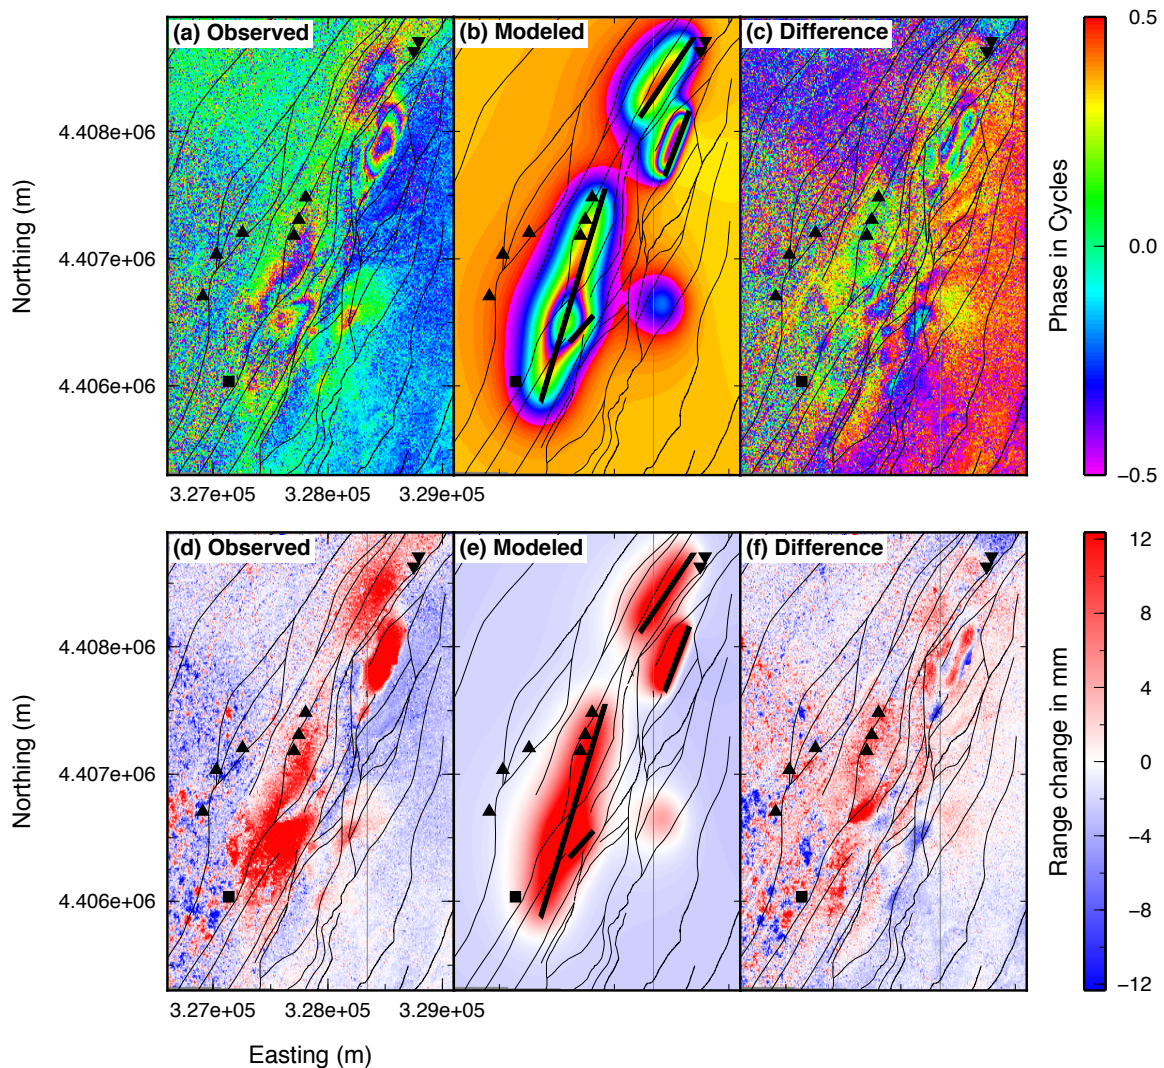 (a) Observed
(b) Modeled
(c) Difference
0.5
0.0
−0.5
Phase in Cycles
4.408e+06
4.407e+06
4.406e+06
Northing (m)
3.27e+05
3.28e+05
3.29e+05
(d) Observed
(e) Modeled
(f) Difference
12
8
4
0
−4
−8
−12
Range change in mm
4.408e+06
4.407e+06
4.406e+06
Northing (m)
3.27e+05
3.28e+05
3.29e+05
Easting (m)